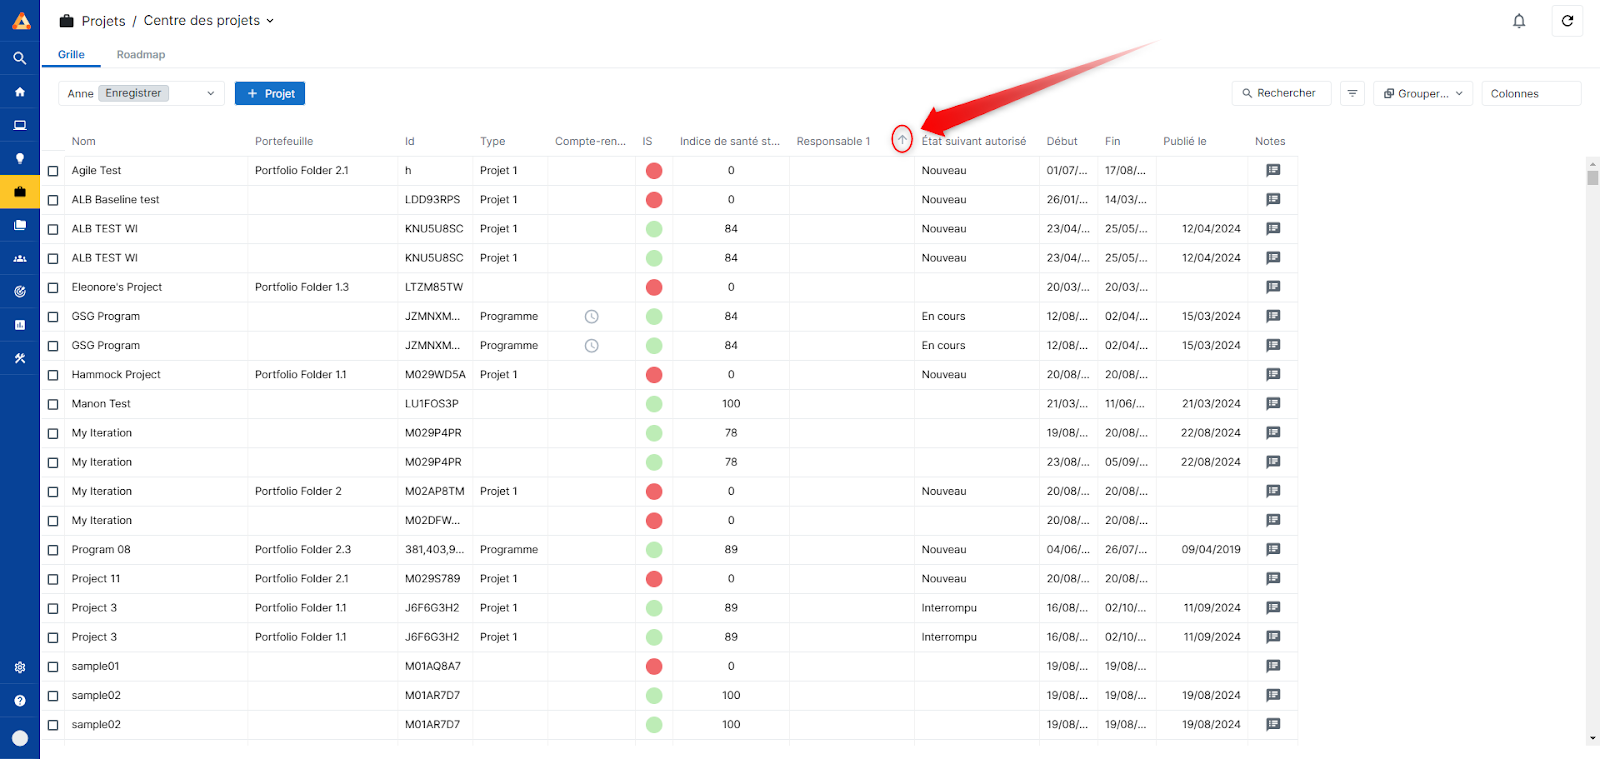 Projets / Centre des projets
Grille Roadmap
Anne Enregistrer + Projet Rechercher Grouper... Colonnes
Nom Portefeuille Id Type Compte-ren... IS Indice de santé st... Responsable 1 État suivant autorisé Début Fin Publié le Notes
Agile Test Portfolio Folder 2.1 h Projet 1 0 Nouveau 01/07/... 17/08/...
ALB Baseline test LDD93RPS Projet 1 0 Nouveau 26/01/... 14/03/...
ALB TEST WI KNU5U8SC Projet 1 84 Nouveau 23/04/... 25/05/... 12/04/2024
ALB TEST WI KNU5U8SC Projet 1 84 Nouveau 23/04/... 25/05/... 12/04/2024
Eleonore's Project Portfolio Folder 1.3 LTZM85TW 0 20/03/... 20/03/...
GSG Program JZMNXM... Programme 84 En cours 12/08/... 02/04/... 15/03/2024
GSG Program JZMNXM... Programme 84 En cours 12/08/... 02/04/... 15/03/2024
Hammock Project Portfolio Folder 1.1 M029WD5A Projet 1 0 Nouveau 20/08/... 20/08/...
Manon Test LU1FOS3P 100 21/03/... 11/06/... 21/03/2024
My Iteration M029P4PR 78 19/08/... 20/08/... 22/08/2024
My Iteration M029P4PR 78 23/08/... 05/09/... 22/08/2024
My Iteration Portfolio Folder 2 M02AP8TM Projet 1 0 Nouveau 20/08/... 20/08/...
My Iteration M02DFW... 0 20/08/... 20/08/...
Program 08 Portfolio Folder 2.3 381,403,9... Programme 89 Nouveau 04/06/... 26/07/... 09/04/2019
Project 11 Portfolio Folder 2.1 M029S789 Projet 1 0 Nouveau 20/08/... 20/08/...
Project 3 Portfolio Folder 1.1 J6F6G3H2 Projet 1 89 Interrompu 16/08/... 02/10/... 11/09/2024
Project 3 Portfolio Folder 1.1 J6F6G3H2 Projet 1 89 Interrompu 16/08/... 02/10/... 11/09/2024
sample01 M01AQ8A7 0 19/08/... 19/08/...
sample02 M01AR7D7 100 19/08/... 19/08/... 19/08/2024
sample02 M01AR7D7 100 19/08/... 19/08/... 19/08/2024